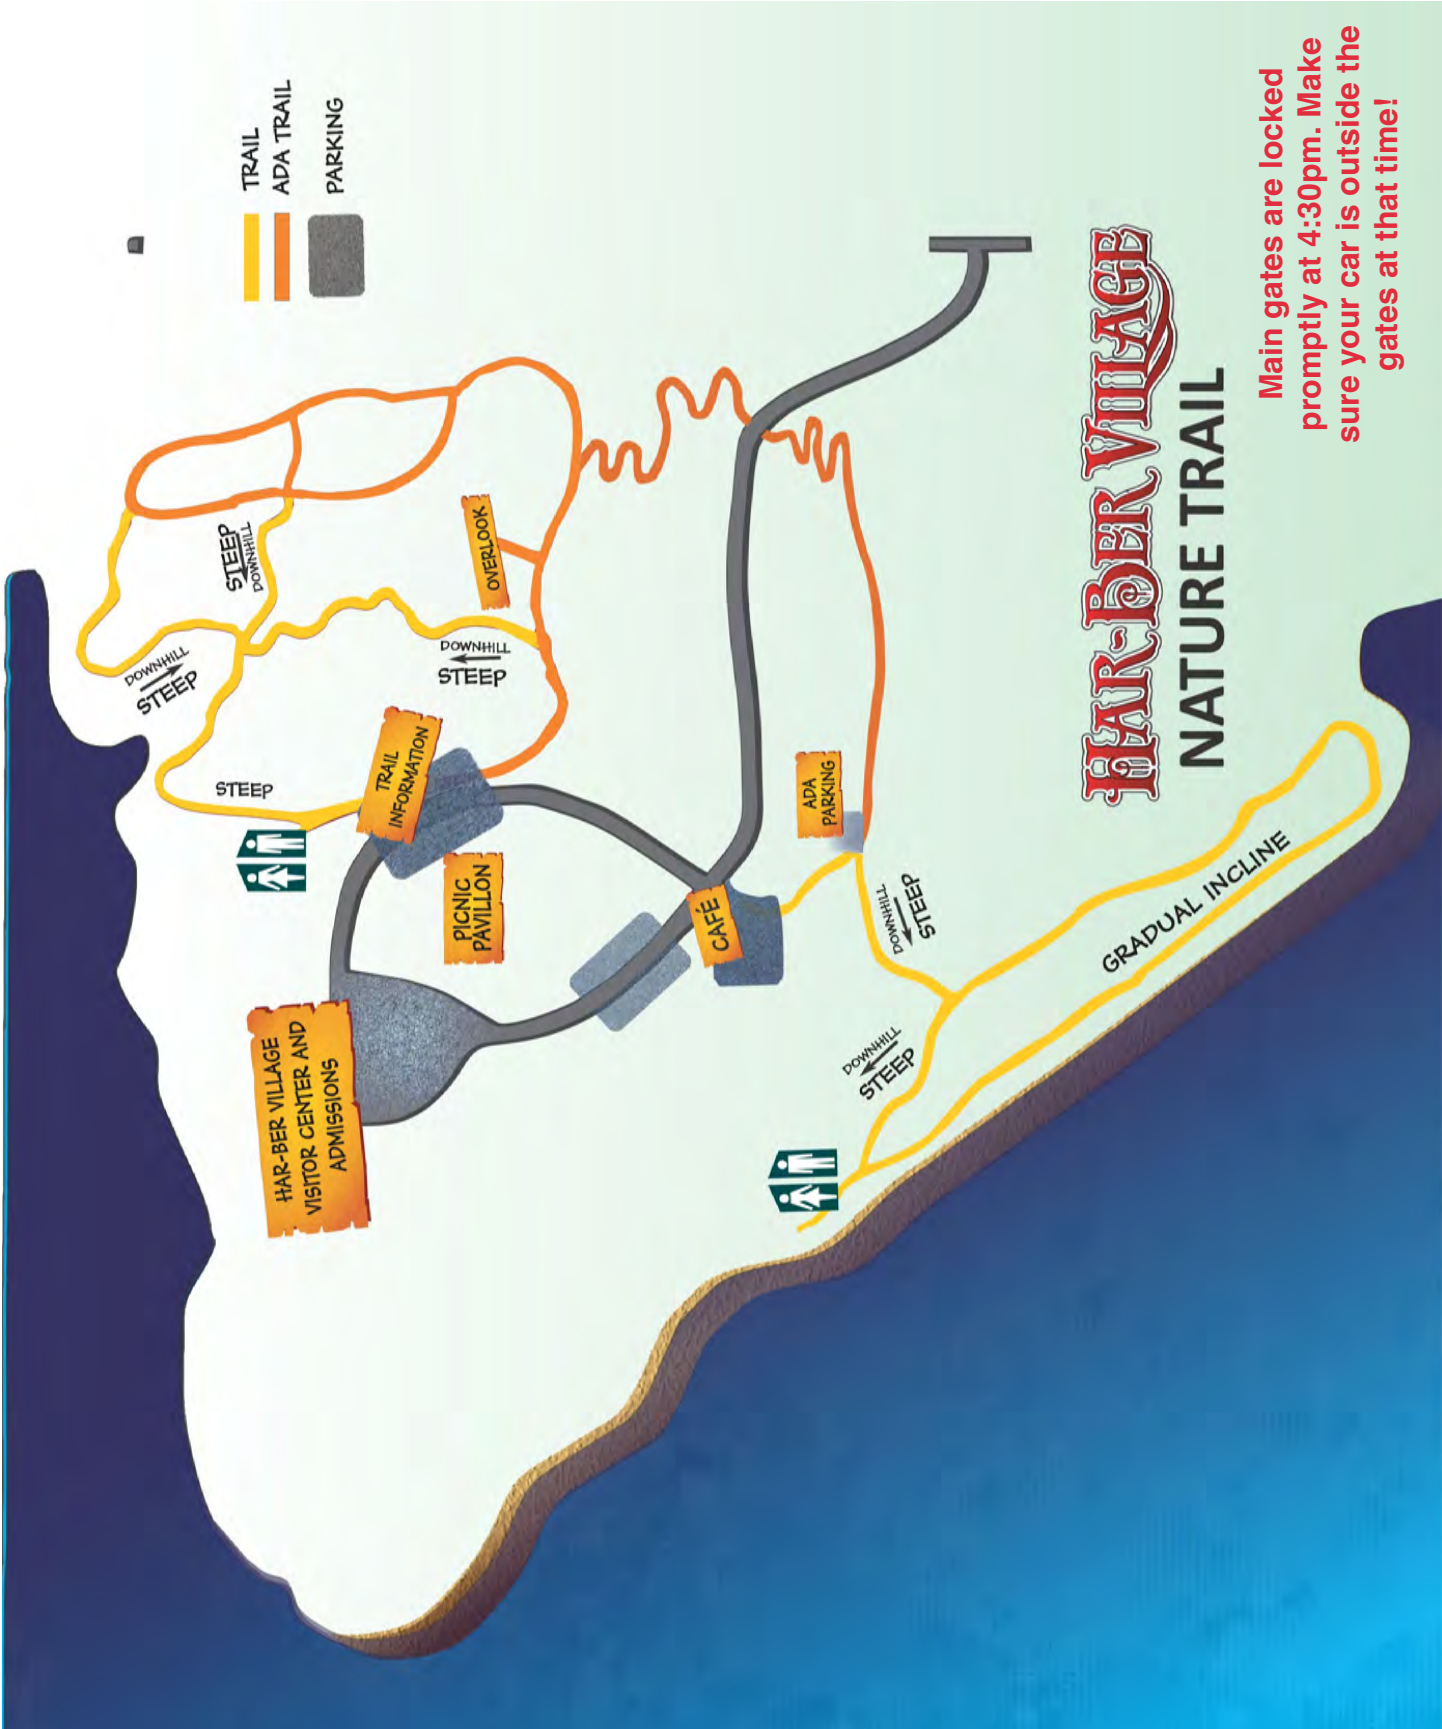 TRAIL
ADA TRAIL
PARKING
STEEP
DOWNHILL
DOWNHILL
STEEP
STEEP
OVERLOOK
DOWNHILL
STEEP
TRAIL
INFORMATION
PICNIC
PAVILLON
HAR-BER VILLAGE
VISITOR CENTER AND
ADMISSIONS
CAFÉ
ADA
PARKING
DOWNHILL
STEEP
DOWNHILL
STEEP
GRADUAL INCLINE
HAR-BER VILLAGE
NATURE TRAIL
Main gates are locked
promptly at 4:30pm. Make
sure your car is outside the
gates at that time!